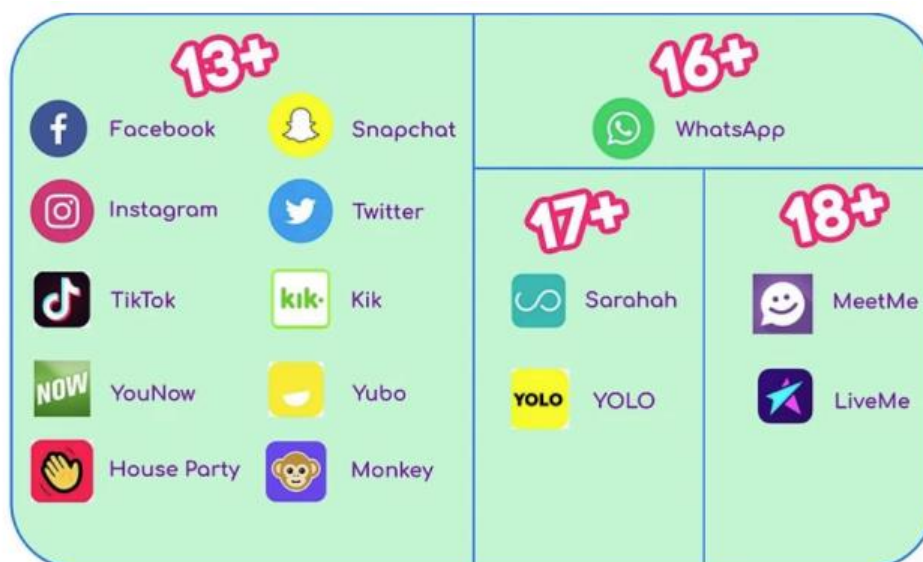 13+
Facebook
Snapchat
Instagram
Twitter
TikTok
kik.
Kik
NOW
YouNow
Yubo
House Party
Monkey
16+
WhatsApp
17+
Sarahah
YOLO
YOLO
18+
MeetMe
LiveMe